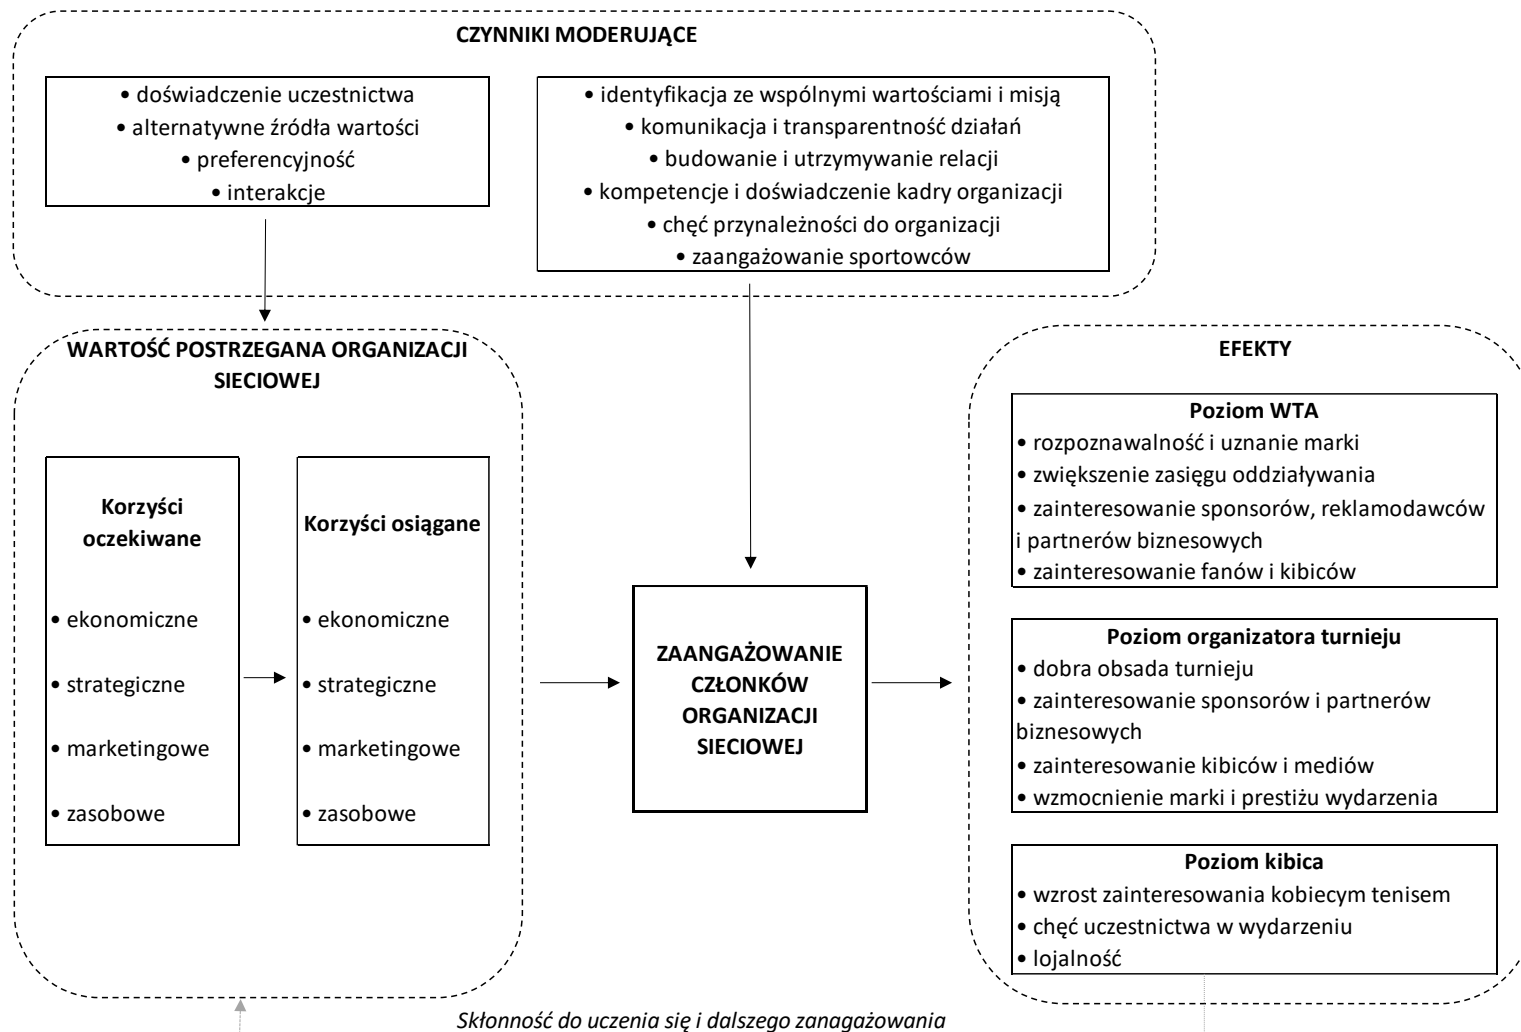 CZYNNIKI MODERUJĄCE
• doświadczenie uczestnictwa
• alternatywne źródła wartości
• preferencyjność
• interakcje
• identyfikacja ze wspólnymi wartościami i misją
• komunikacja i transparentność działań
• budowanie i utrzymywanie relacji
• kompetencje i doświadczenie kadry organizacji
• chęć przynależności do organizacji
• zaangażowanie sportowców
WARTOŚĆ POSTRZEGANA ORGANIZACJI
SIECIOWEJ
Korzyści
oczekiwane
• ekonomiczne
• strategiczne
• marketingowe
• zasobowe
Korzyści osiągane
• ekonomiczne
• strategiczne
• marketingowe
• zasobowe
ZAANGAŻOWANIE
CZŁONKÓW
ORGANIZACJI
SIECIOWEJ
EFEKTY
Poziom WTA
• rozpoznawalność i uznanie marki
• zwiększenie zasięgu oddziaływania
• zainteresowanie sponsorów, reklamodawców
i partnerów biznesowych
• zainteresowanie fanów i kibiców
Poziom organizatora turnieju
• dobra obsada turnieju
• zainteresowanie sponsorów i partnerów
biznesowych
• zainteresowanie kibiców i mediów
• wzmocnienie marki i prestiżu wydarzenia
Poziom kibica
• wzrost zainteresowania kobiecym tenisem
• chęć uczestnictwa w wydarzeniu
• lojalność
Skłonność do uczenia się i dalszego zanagażowania